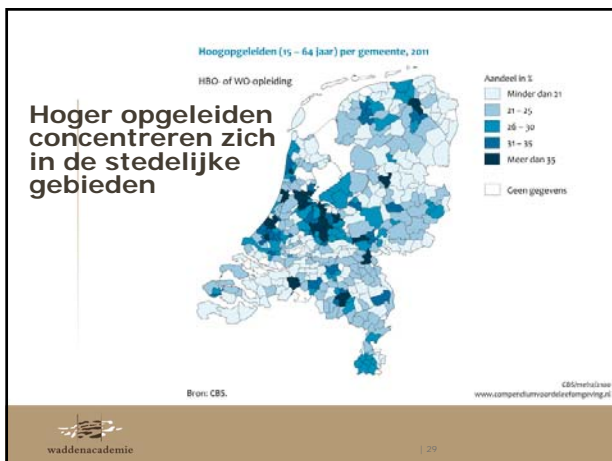 Hoogopgeleiden (15 – 64 jaar) per gemeente, 2011
HBO- of WO-opleiding
Hoger opgeleiden
concentreren zich
in de stedelijke
gebieden
Aandeel in %
Minder dan 21
21 – 25
26 – 30
31 – 35
Meer dan 35
Geen gegevens
Bron: CBS.
www.compendiumvoordeleefomgeving.nl
waddenacademie
| 29